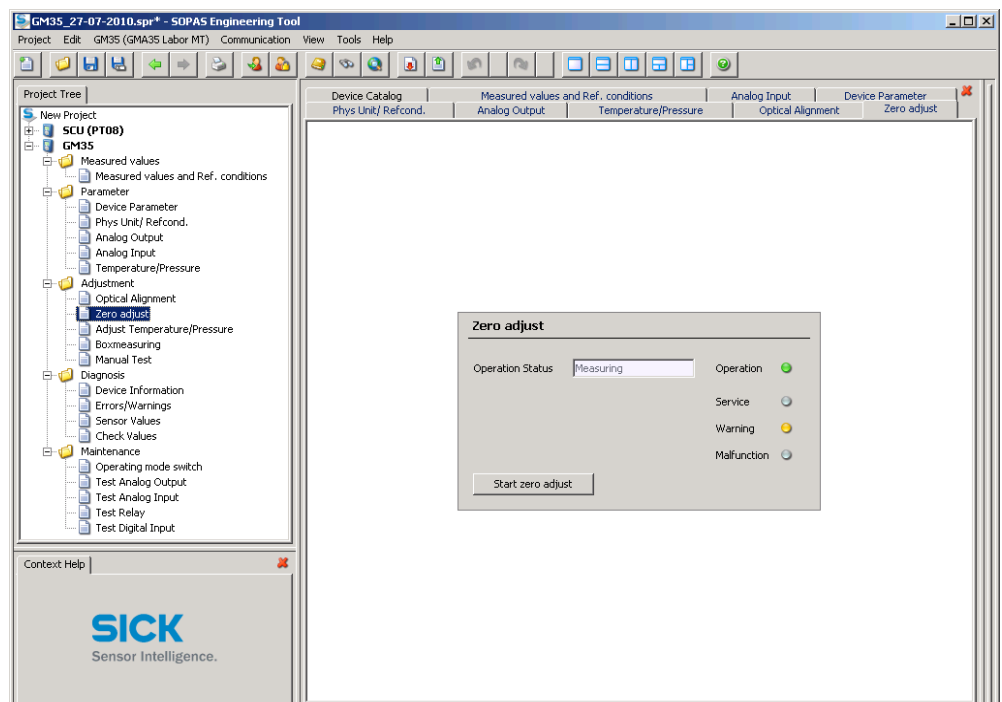 GM35_27-07-2010.spr* - SOPAS Engineering Tool
Project Edit GM35 (GMA35 Labor MT) Communication View Tools Help
Project Tree
New Project
SCU (PT08)
GM35
Measured values
Measured values and Ref. conditions
Parameter
Device Parameter
Phys Unit/ Refcond.
Analog Output
Analog Input
Temperature/Pressure
Adjustment
Optical Alignment
Zero adjust
Adjust Temperature/Pressure
Boxmeasuring
Manual Test
Diagnosis
Device Information
Errors/Warnings
Sensor Values
Check Values
Maintenance
Operating mode switch
Test Analog Output
Test Analog Input
Test Relay
Test Digital Input
Context Help
SICK
Sensor Intelligence.
Device Catalog Measured values and Ref. conditions Analog Input Device Parameter
Phys Unit/ Refcond. Analog Output Temperature/Pressure Optical Alignment Zero adjust
Zero adjust
Operation Status Measuring Operation
Service
Warning
Malfunction
Start zero adjust